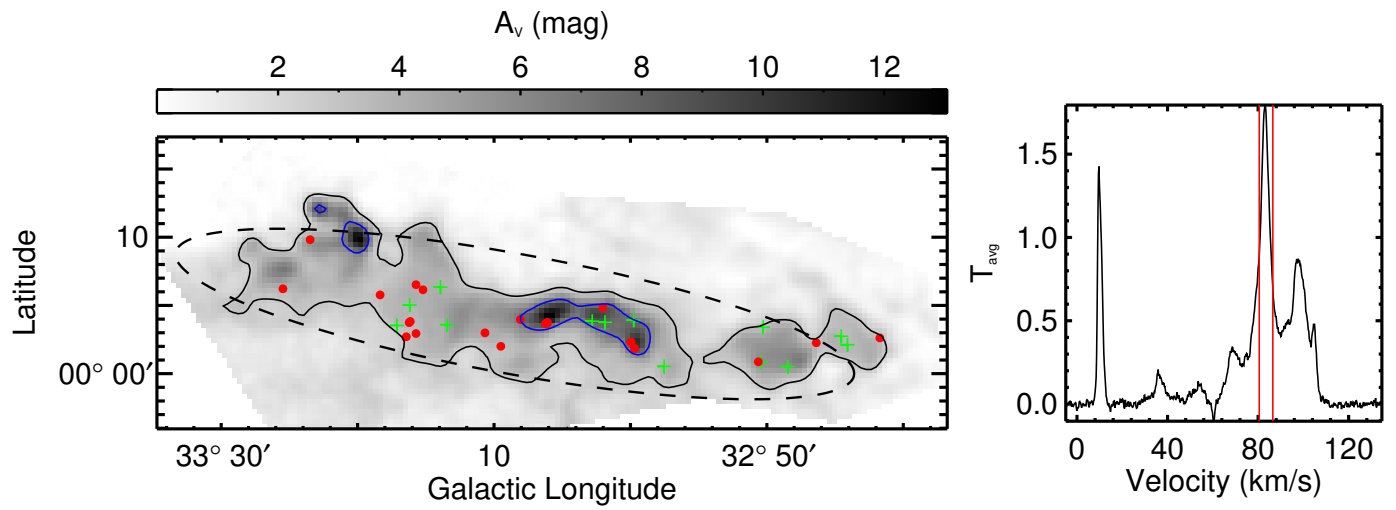 Aᵥ (mag)
2 4 6 8 10 12
Latitude
10
00° 00′
33° 30′ 10 32° 50′
Galactic Longitude
T_avg
1.5
1.0
0.5
0.0
0 40 80 120
Velocity (km/s)